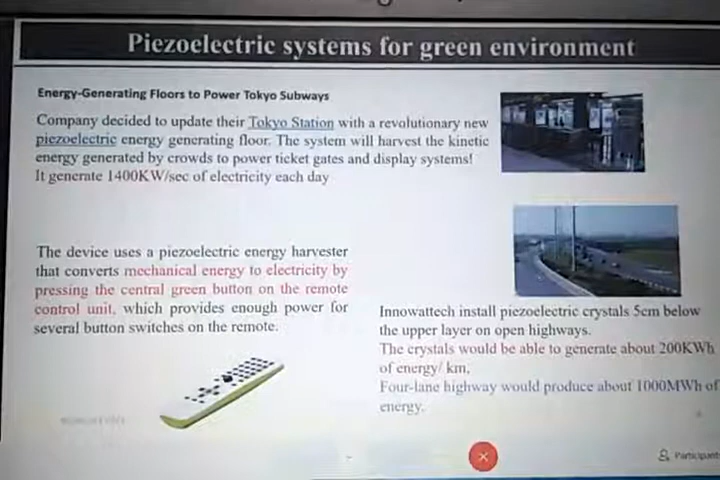 Piezoelectric systems for green environment
Energy-Generating Floors to Power Tokyo Subways
Company decided to update their Tokyo Station with a revolutionary new
piezoelectric energy generating floor. The system will harvest the kinetic
energy generated by crowds to power ticket gates and display systems!
It generate 1400KW/sec of electricity each day
The device uses a piezoelectric energy harvester
that converts mechanical energy to electricity by
pressing the central green button on the remote
control unit, which provides enough power for
several button switches on the remote.
Innowattech install piezoelectric crystals 5cm below
the upper layer on open highways.
The crystals would be able to generate about 200KWh
of energy/ km,
Four-lane highway would produce about 1000MWh of
energy.
Participant